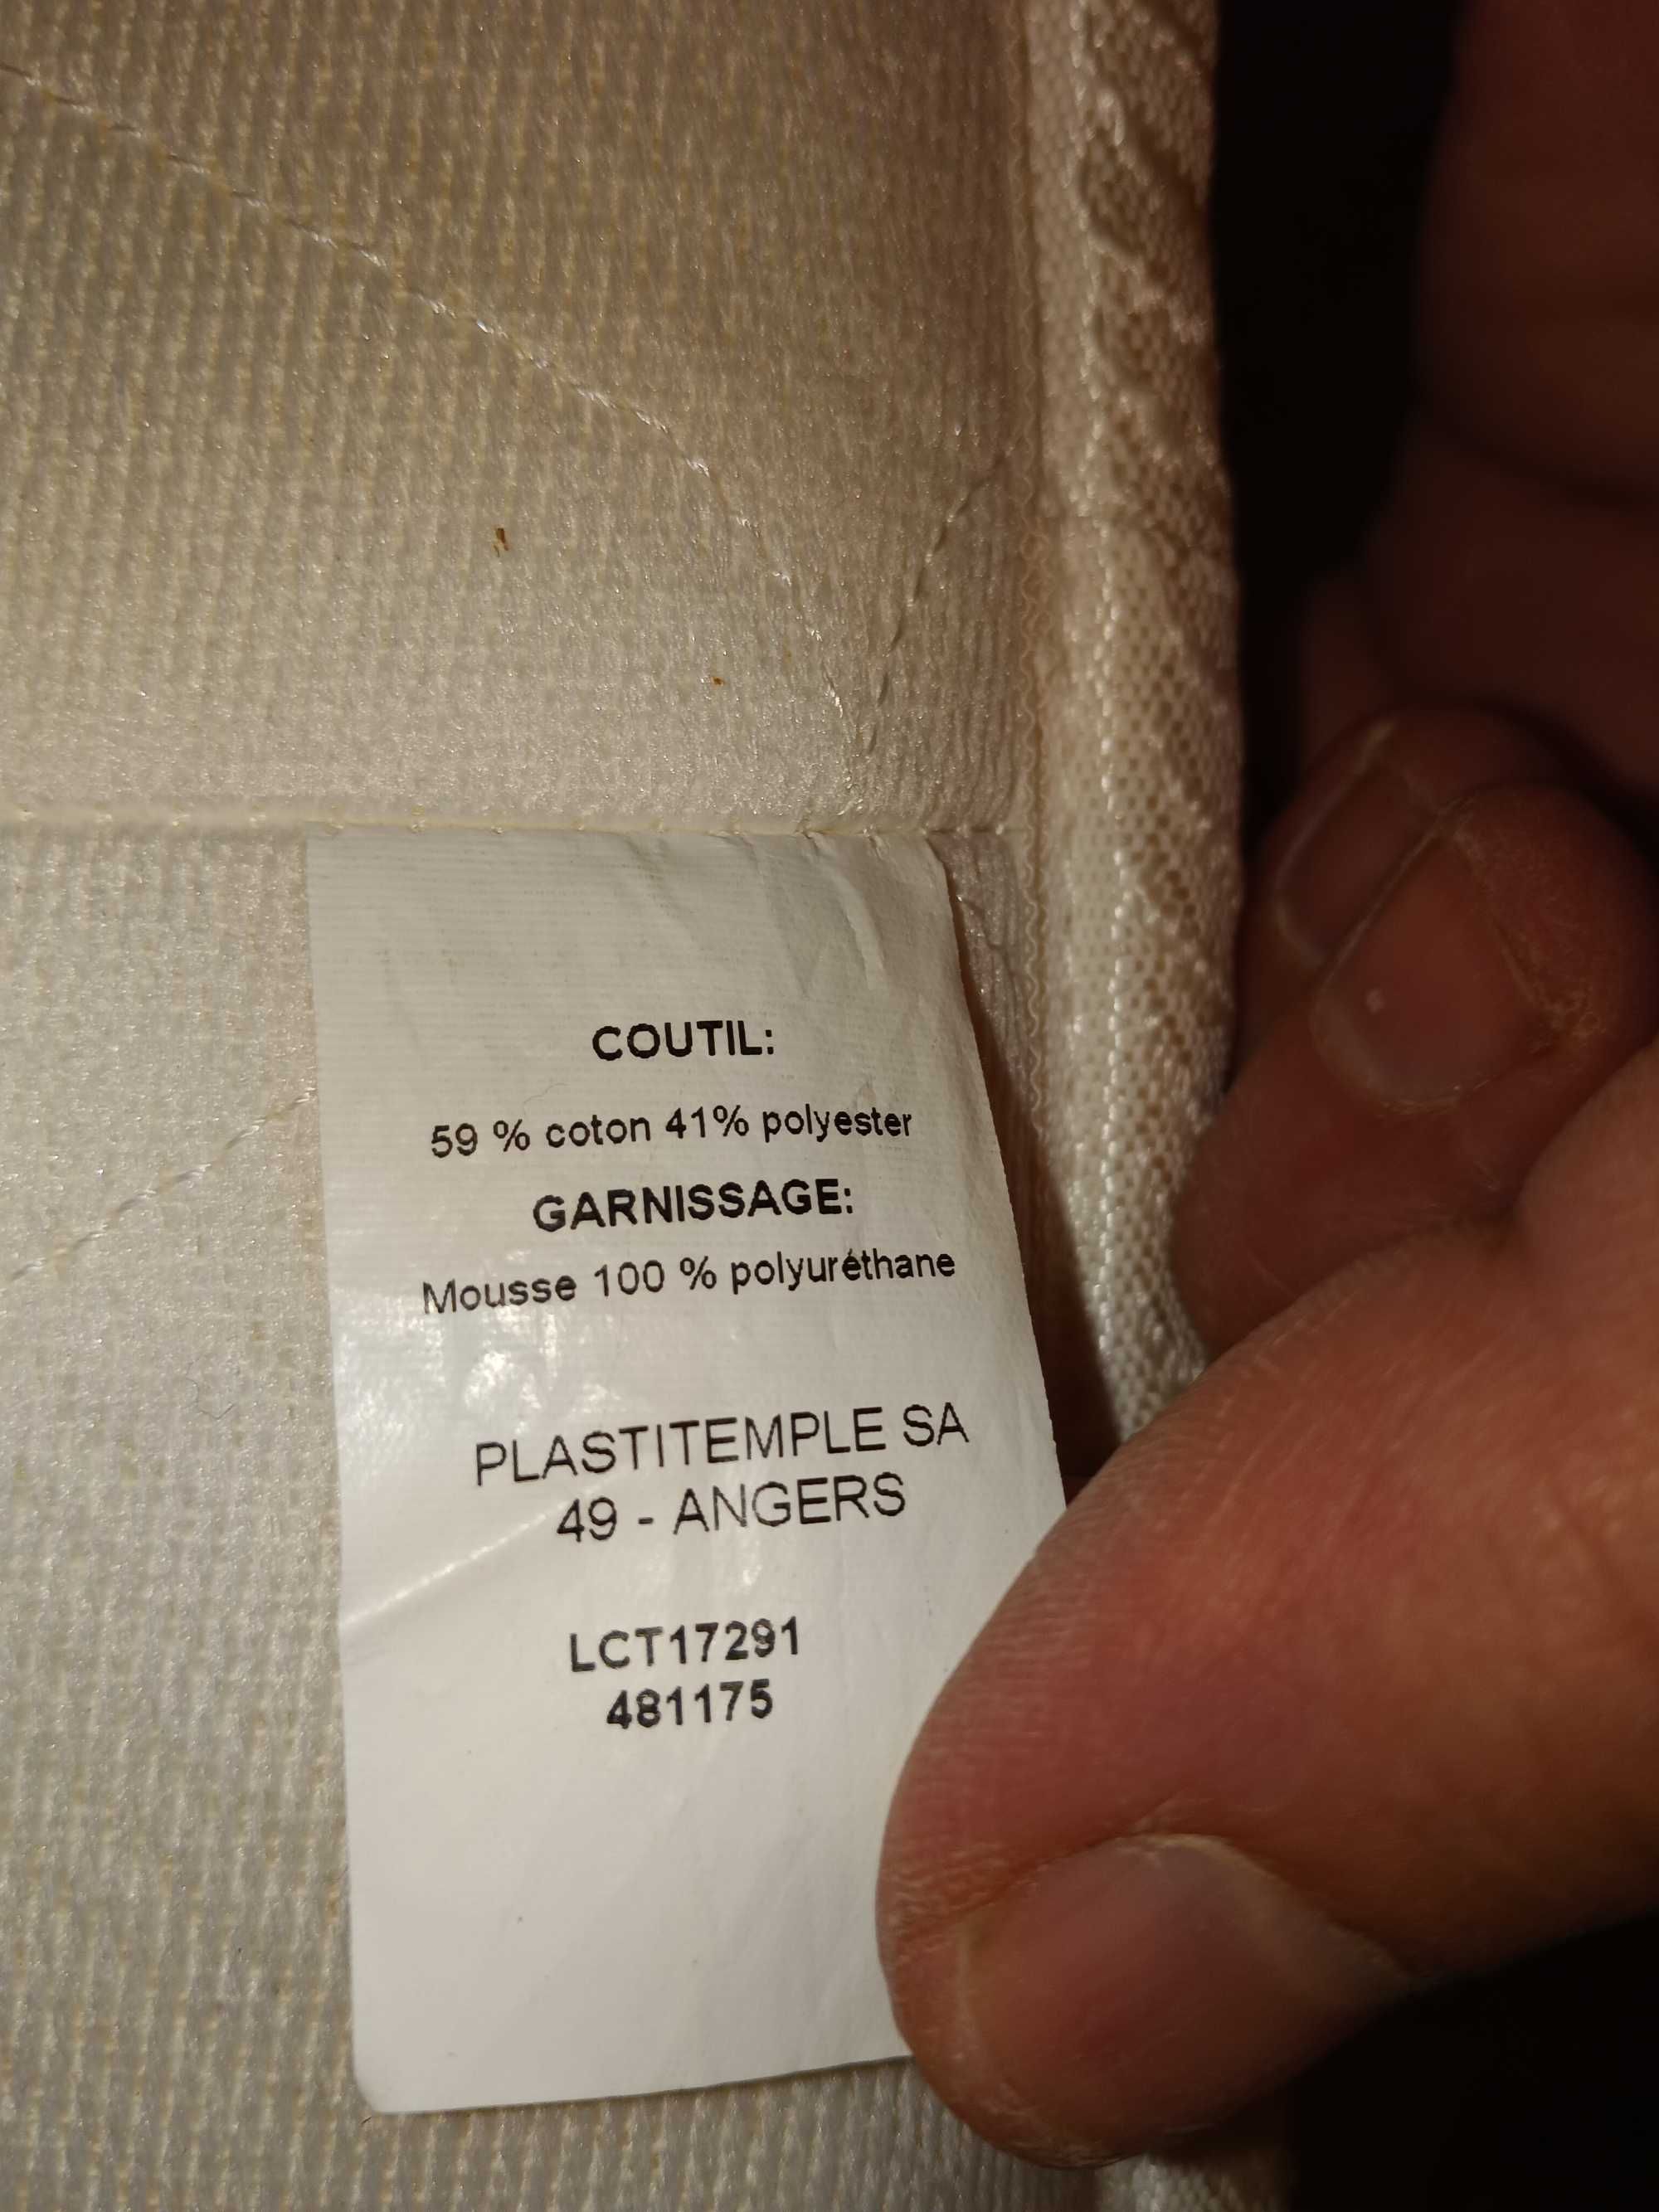 COUTIL:
59 % coton 41% polyester
GARNISSAGE:
Mousse 100 % polyuréthane
PLASTITEMPLE SA
49 - ANGERS
LCT17291
481175